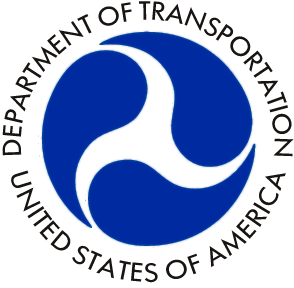 DEPARTMENT OF TRANSPORTATION
UNITED STATES OF AMERICA